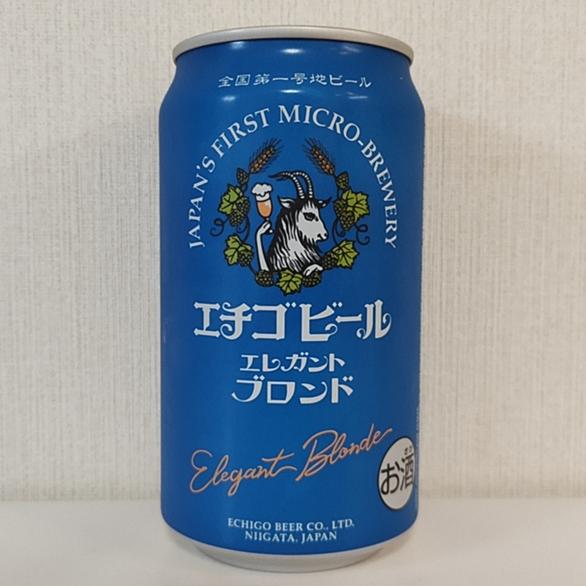 全国第一号地ビール
JAPAN'S FIRST MICRO-BREWERY
エチゴビール
エレガント
ブロンド
Elegant Blonde
お酒
ECHIGO BEER CO., LTD.
NIIGATA, JAPAN